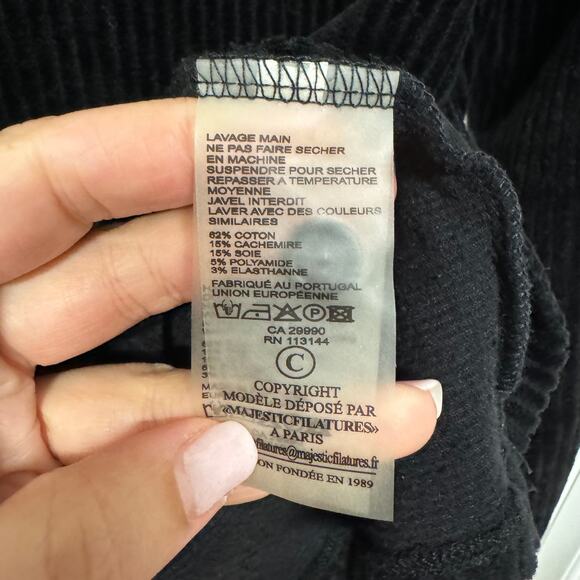 LAVAGE MAIN
NE PAS FAIRE SECHER
EN MACHINE
SUSPENDRE POUR SECHER
REPASSER A TEMPERATURE
MOYENNE
JAVEL INTERDIT
LAVER AVEC DES COULEURS
SIMILAIRES
62% COTON
15% CACHEMIRE
15% SOIE
5% POLYAMIDE
3% ELASTHANNE
FABRIQUÉ AU PORTUGAL
UNION EUROPÉENNE
P
CA 29990
RN 113144
©
COPYRIGHT
MODÈLE DÉPOSÉ PAR
«MAJESTICFILATURES»
A PARIS
filatures@majesticfilatures.fr
ON FONDÉE EN 1989